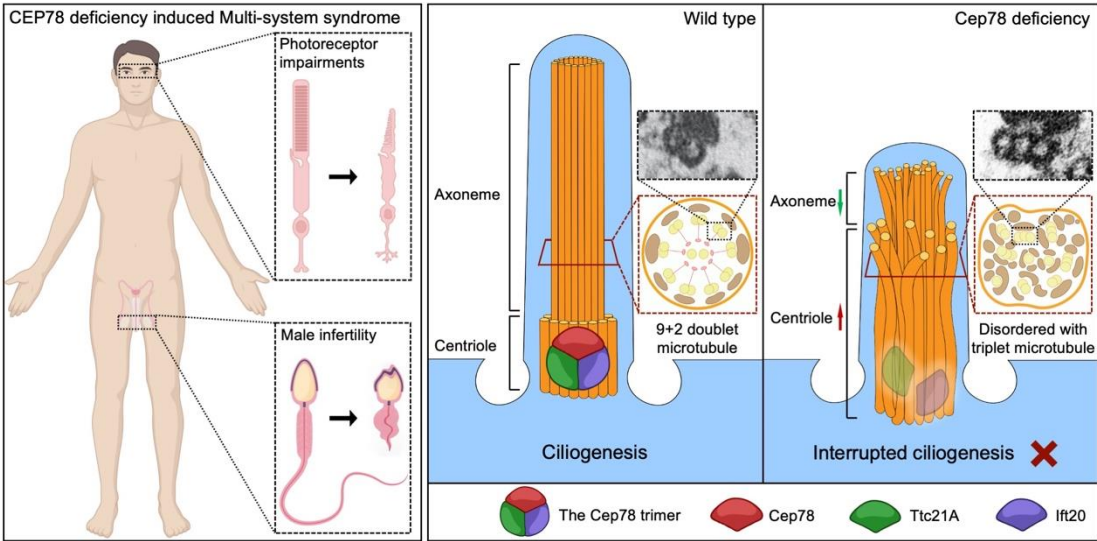 CEP78 deficiency induced Multi-system syndrome
Photoreceptor
impairments
Male infertility
Wild type
Axoneme
Centriole
9+2 doublet
microtubule
Ciliogenesis
Cep78 deficiency
Axoneme
Centriole
Disordered with
triplet microtubule
Interrupted ciliogenesis
The Cep78 trimer
Cep78
Ttc21A
Ift20